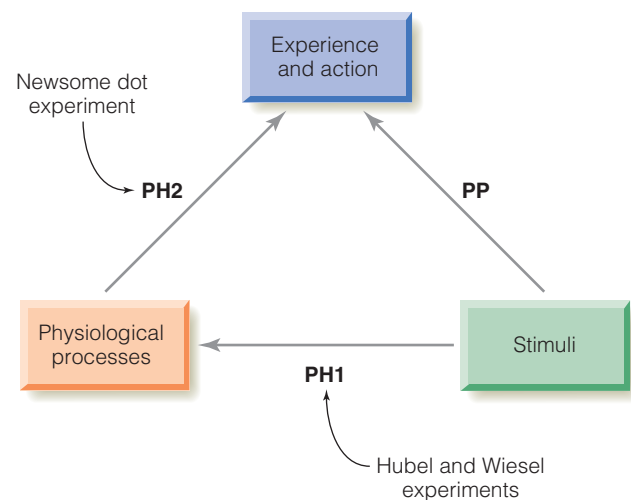 Experience
and action
Newsome dot
experiment
PH2
PP
Physiological
processes
Stimuli
PH1
Hubel and Wiesel
experiments